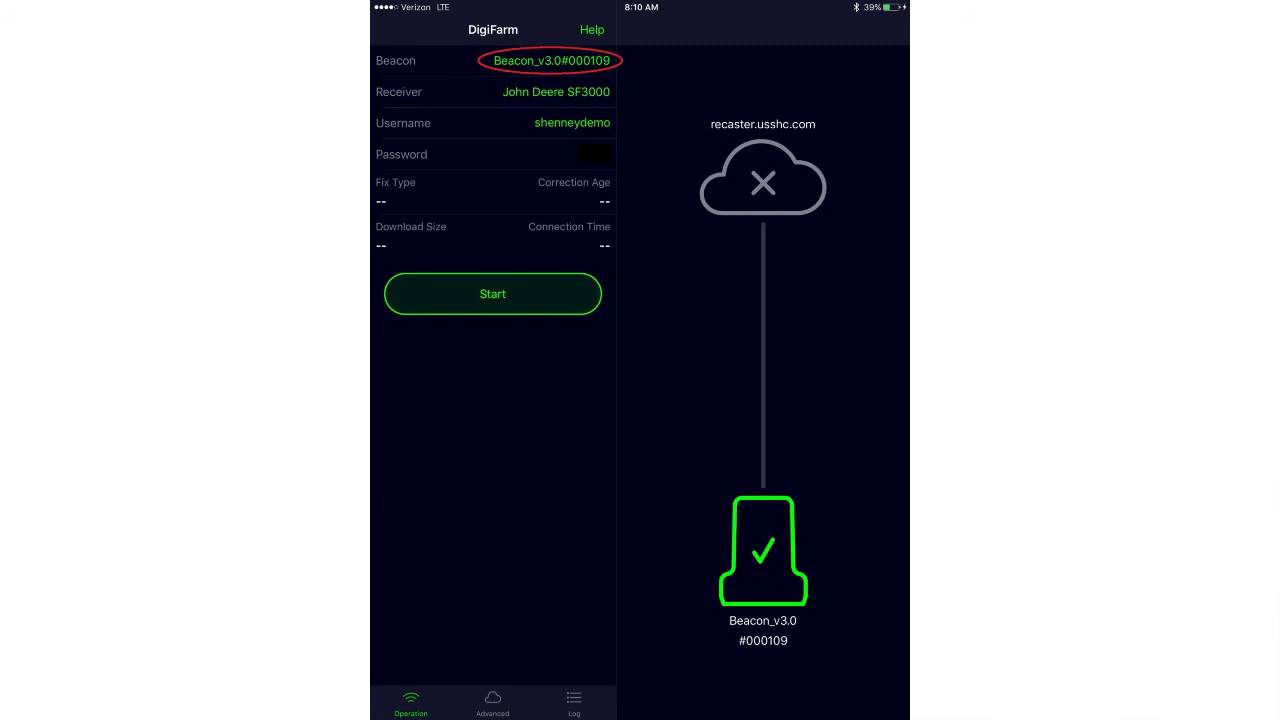 Verizon LTE
8:10 AM
39%
DigiFarm
Help
Beacon
Beacon_v3.0#000109
Receiver
John Deere SF3000
Username
shenneydemo
Password
Fix Type
Correction Age
--
--
Download Size
Connection Time
--
--
Start
Operation
Advanced
Log
recaster.usshc.com
Beacon_v3.0
#000109